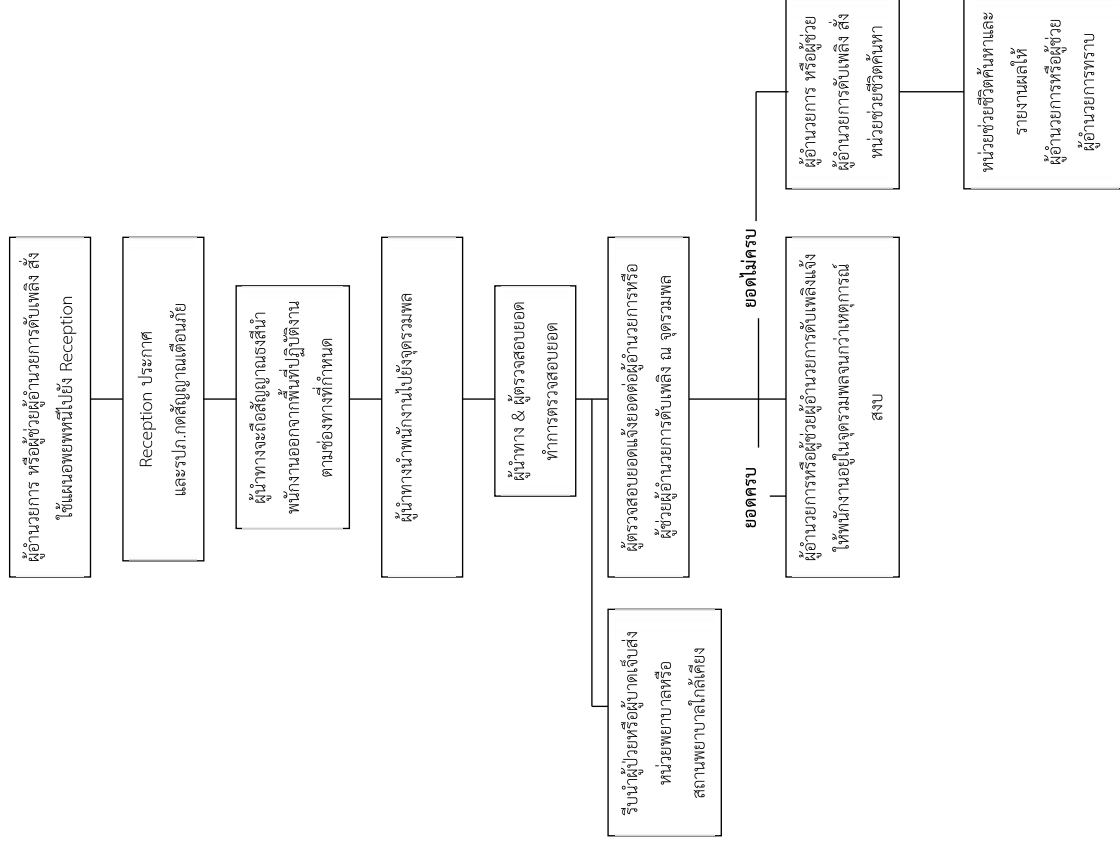 ผู้อำนวยการ หรือผู้ช่วยผู้อำนวยการดับเพลิง สั่ง
ใช้แผนอพยพหนีไปยัง Reception
Reception ประกาศ
และรปภ.กดสัญญาณเตือนภัย
ผู้นำทางจะถือสัญญาณธงสีนำ
พนักงานออกจากพื้นที่ปฏิบัติงาน
ตามช่องทางที่กำหนด
ผู้นำทางนำพนักงานไปยังจุดรวมพล
ผู้นำทาง & ผู้ตรวจสอบยอด
ทำการตรวจสอบยอด
รีบนำผู้ป่วยหรือผู้บาดเจ็บส่ง
หน่วยพยาบาลหรือ
สถานพยาบาลใกล้เคียง
ผู้ตรวจสอบยอดแจ้งยอดต่อผู้อำนวยการหรือ
ผู้ช่วยผู้อำนวยการดับเพลิง ณ จุดรวมพล
ยอดครบ
ยอดไม่ครบ
ผู้อำนวยการหรือผู้ช่วยผู้อำนวยการดับเพลิงแจ้ง
ให้พนักงานอยู่ในจุดรวมพลจนกว่าเหตุการณ์
สงบ
ผู้อำนวยการ หรือผู้ช่วย
ผู้อำนวยการดับเพลิง สั่ง
หน่วยช่วยชีวิตค้นหา
หน่วยช่วยชีวิตค้นหาและ
รายงานผลให้
ผู้อำนวยการหรือผู้ช่วย
ผู้อำนวยการทราบ